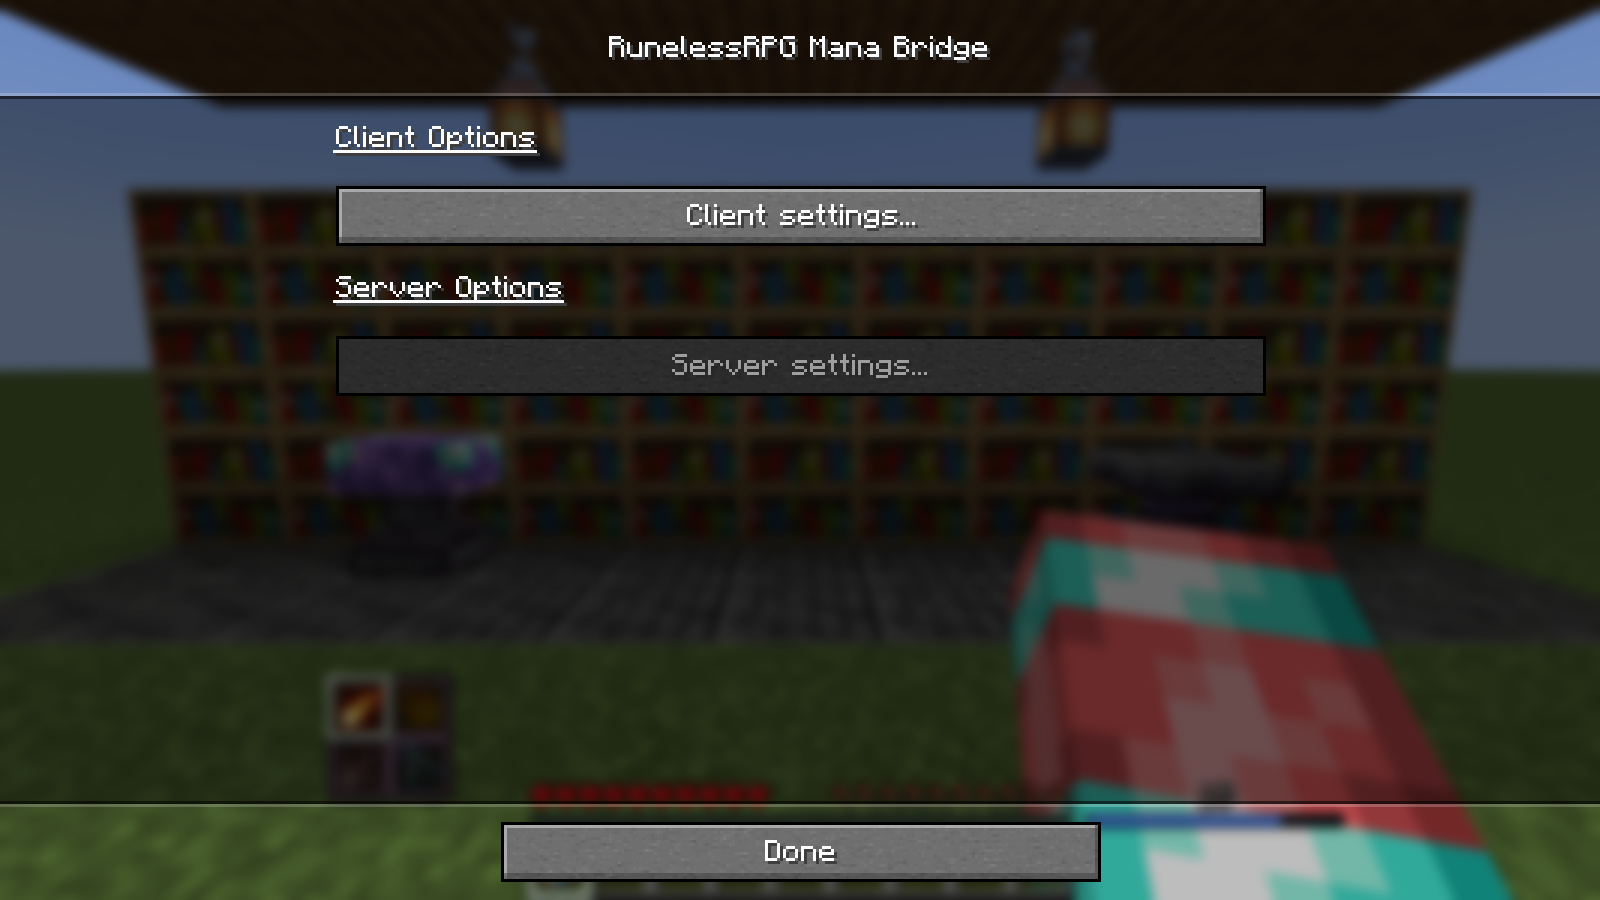 RunelessRPG Mana Bridge
Client Options
Client settings...
Server Options
Server settings...
Done